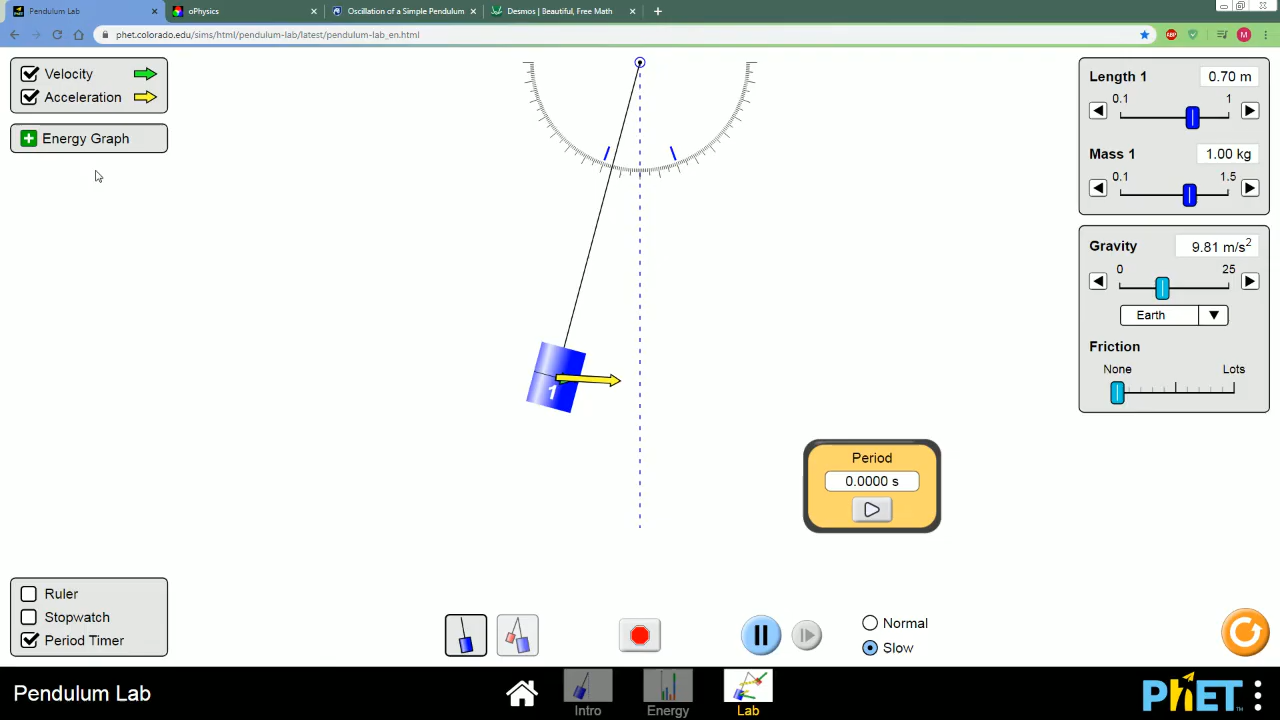 Pendulum Lab
oPhysics
Oscillation of a Simple Pendulum
Desmos | Beautiful, Free Math
phet.colorado.edu/sims/html/pendulum-lab/latest/pendulum-lab_en.html
ABP
M
Velocity
Acceleration
Energy Graph
Length 1
0.70 m
0.1
1
Mass 1
1.00 kg
0.1
1.5
Gravity
9.81 m/s²
0
25
Earth
Friction
None
Lots
1
Period
0.0000 s
Ruler
Stopwatch
Period Timer
Normal
Slow
Pendulum Lab
Intro
Energy
Lab
PhET